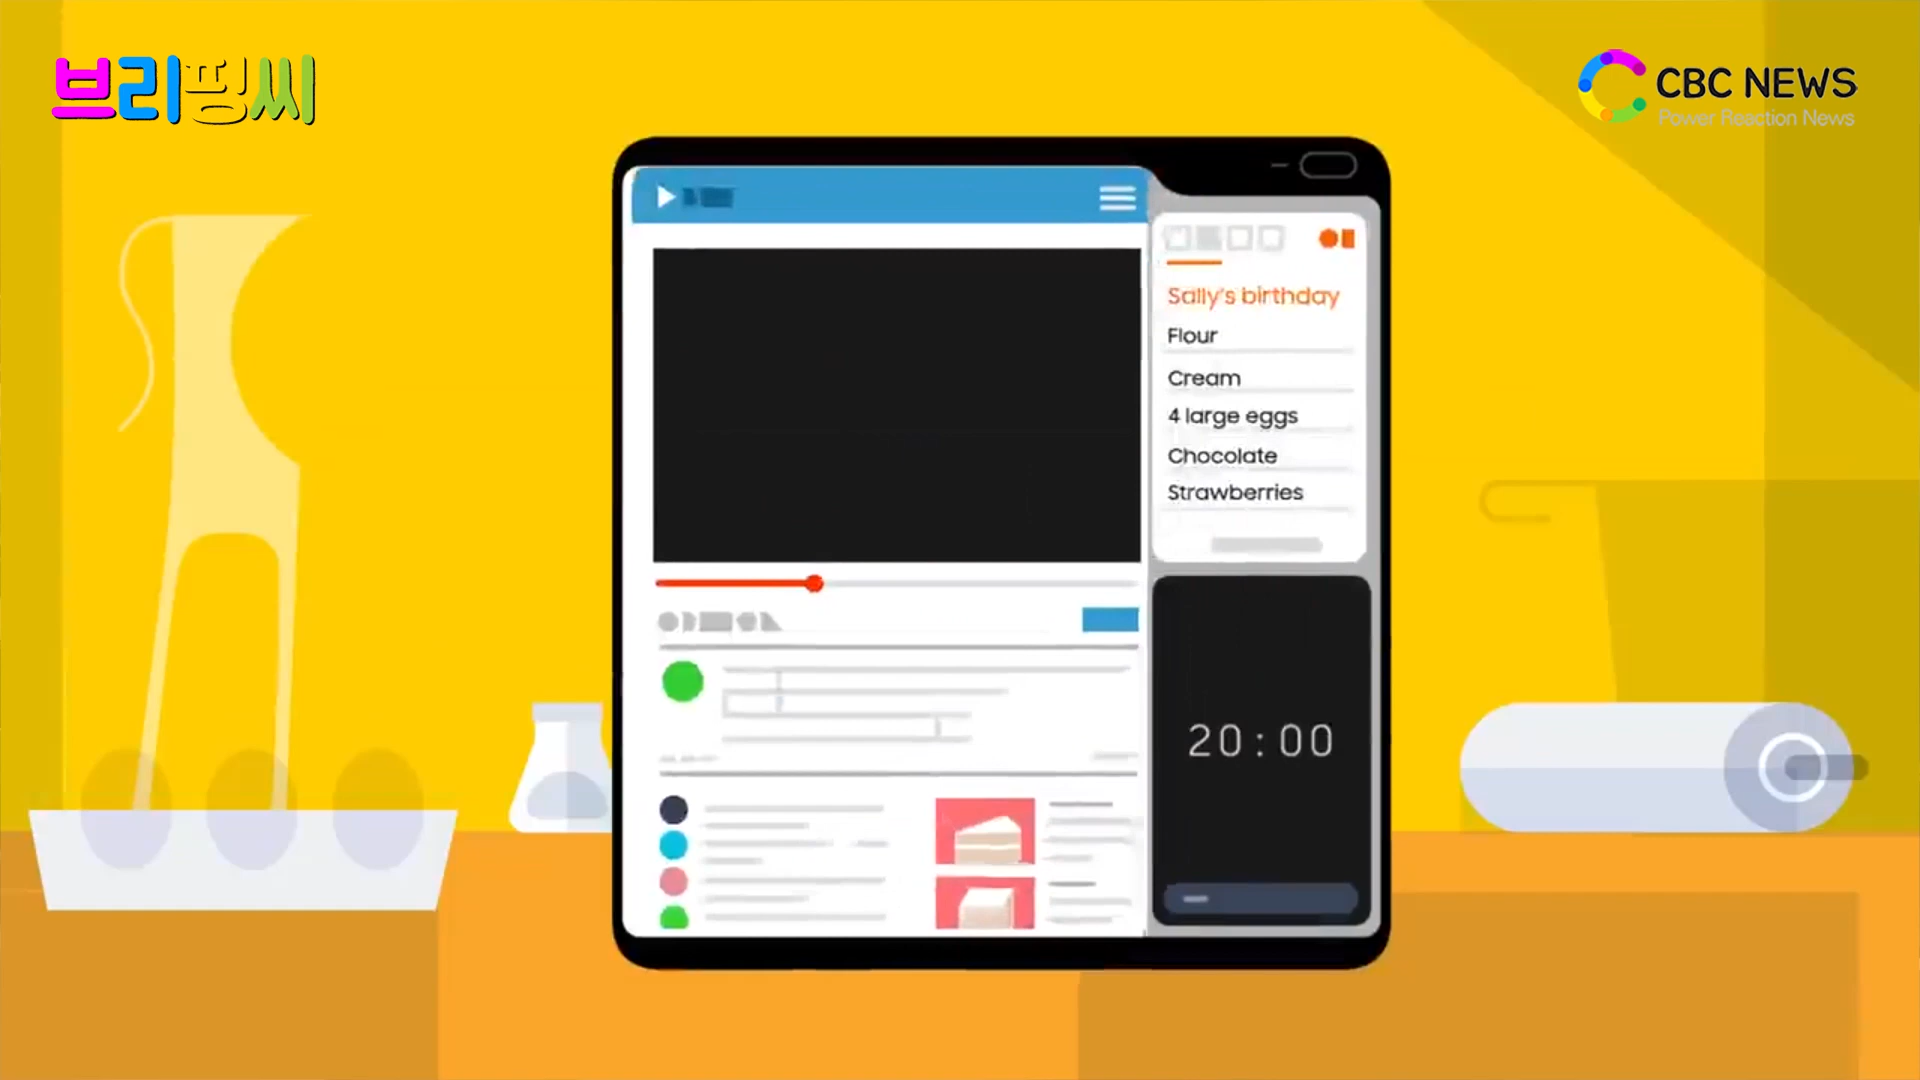 브리핑씨
CBC NEWS
Power Reaction News
Sally's birthday
Flour
Cream
4 large eggs
Chocolate
Strawberries
20:00